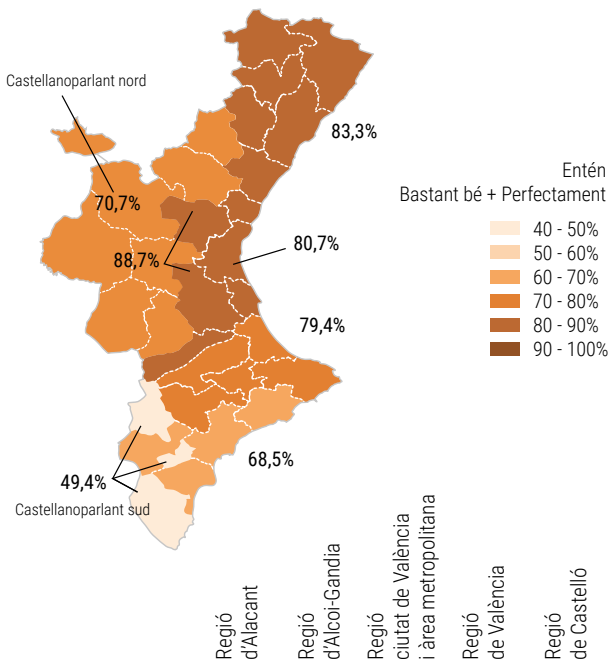 Castellanoparlant nord
83,3%
Entén
Bastant bé + Perfectament
70,7%
40 - 50%
50 - 60%
60 - 70%
70 - 80%
80 - 90%
90 - 100%
80,7%
88,7%
79,4%
68,5%
49,4%
Castellanoparlant sud
Regió
d'Alacant
Regió
d'Alcoi-Gandia
Regió
ciutat de València
i àrea metropolitana
Regió
de València
Regió
de Castelló